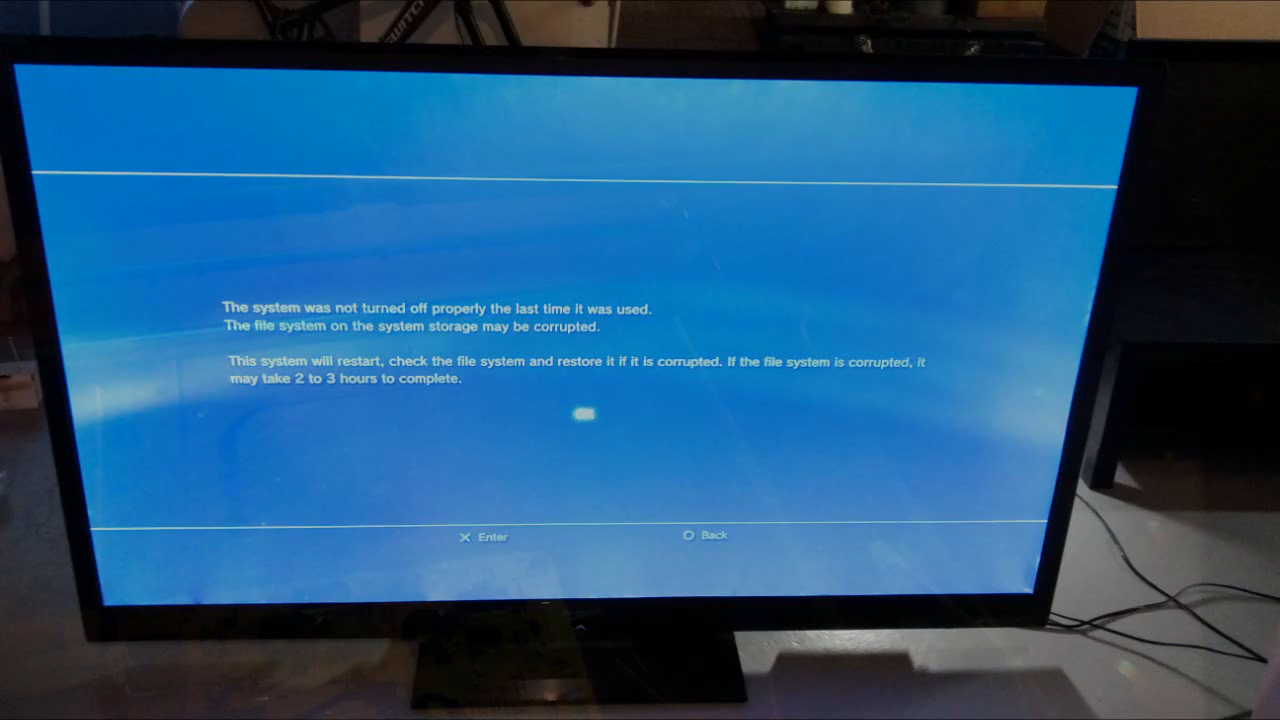 SWITCH
The system was not turned off properly the last time it was used.
The file system on the system storage may be corrupted.
This system will restart, check the file system and restore it if it is corrupted. If the file system is corrupted, it
may take 2 to 3 hours to complete.
OK
Enter
Back